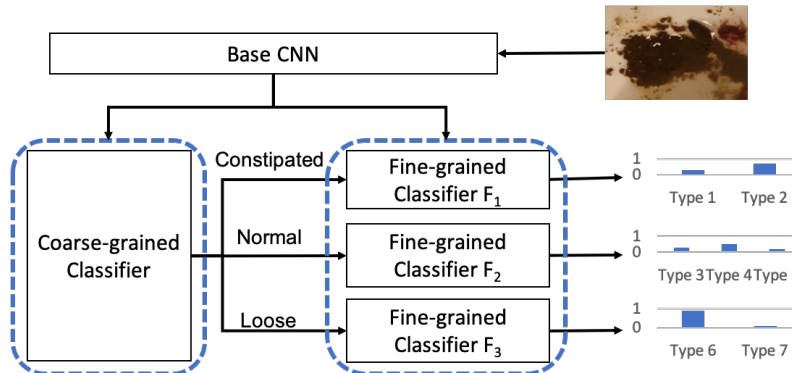 Base CNN
Coarse-grained
Classifier
Constipated
Normal
Loose
Fine-grained
Classifier F₁
Fine-grained
Classifier F₂
Fine-grained
Classifier F₃
1
0
Type 1 Type 2
1
0
Type 3 Type 4 Type
1
0
Type 6 Type 7